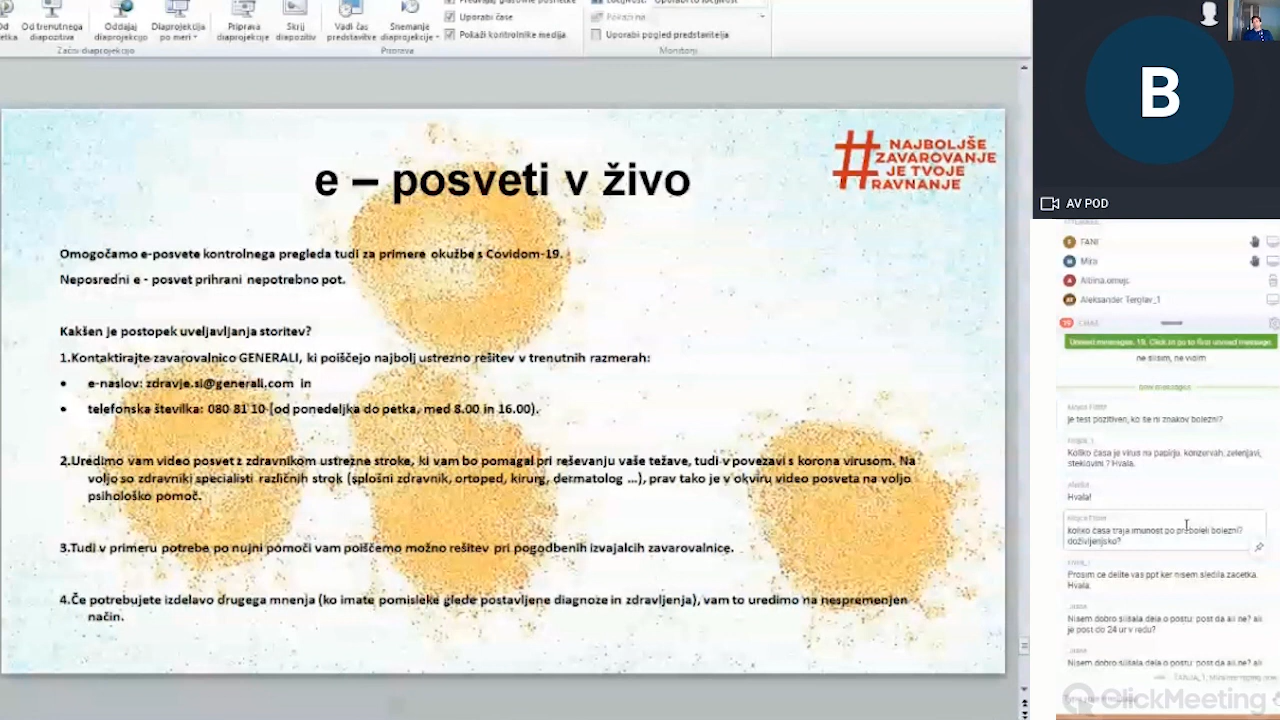 Od trenutnega
diapozitiva
Oddajaj
diaprojekcijo
Diaprojekcija
po meri
Priprava
diaprojekcije
Skrij
diapozitiv
Vadi čas
predstavitve
Snemanje
diaprojekcije
Uporabi čase
Pokaži kontrolnike medija
Pokaži na
Uporabi pogled predstavitelja
Začni diaprojekcijo
Priprava
Monitorji
e – posveti v živo
# NAJBOLJŠE
ZAVAROVANJE
JE TVOJE
RAVNANJE
Omogočamo e-posvete kontrolnega pregleda tudi za primere okužbe s Covidom-19.
Neposredni e - posvet prihrani nepotrebno pot.
Kakšen je postopek uveljavljanja storitev?
1.Kontaktirajte zavarovalnico GENERALI, ki poiščejo najbolj ustrezno rešitev v trenutnih razmerah:
• e-naslov: zdravje.si@generali.com in
• telefonska številka: 080 81 10 (od ponedeljka do petka, med 8.00 in 16.00).
2.Uredimo vam video posvet z zdravnikom ustrezne stroke, ki vam bo pomagal pri reševanju vaše težave, tudi v povezavi s korona virusom. Na
voljo so zdravniki specialisti različnih strok (splošni zdravnik, ortoped, kirurg, dermatolog ...), prav tako je v okviru video posveta na voljo
psihološko pomoč.
3.Tudi v primeru potrebe po nujni pomoči vam poiščemo možno rešitev pri pogodbenih izvajalcih zavarovalnice.
4.Če potrebujete izdelavo drugega mnenja (ko imate pomisleke glede postavljene diagnoze in zdravljenja), vam to uredimo na nespremenjen
način.
B
AV POD
FANI
Mira
Albina.omejc
Aleksander Terglav_1
CHAT
Unread messages: 19. Click to go to first unread message.
ne slisim, ne vidim
je test pozitiven, ko še ni znakov bolezni?
Koliko časa je virus na papirju, konzervah, zelenjavi,
steklovini ? Hvala.
Hvala!
koliko časa traja imunost po preboleli bolezni?
doživljenjsko?
Prosim če delite vas ppt ker nisem sledila zacetka.
Hvala.
Nisem dobro slišala dela o postu: post da ali ne? ali
je post do 24 ur v redu?
Nisem dobro slišala dela o postu: post da ali ne? ali
ClickMeeting